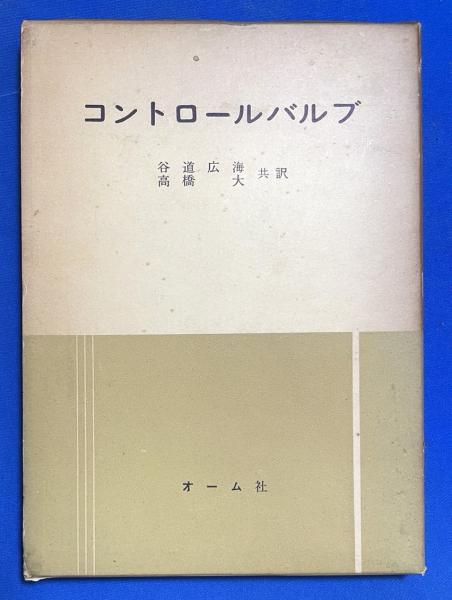 コントロールバルブ
谷道広海
高橋大 共訳
オーム社